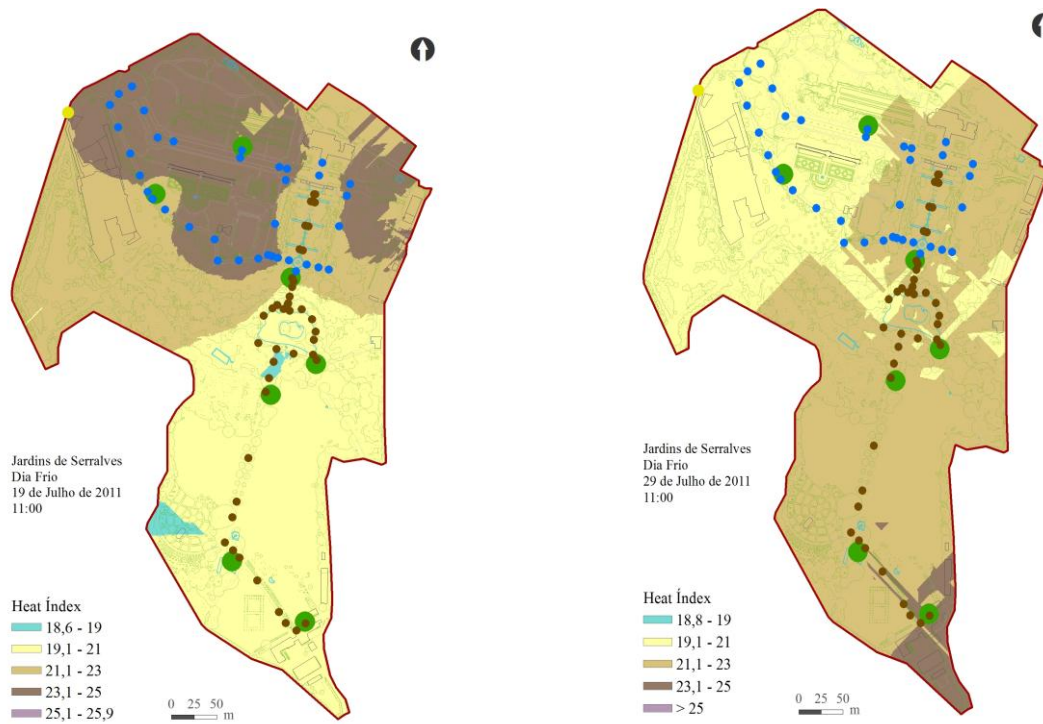 Jardins de Serralves
Dia Frio
19 de Julho de 2011
11:00
Heat Índex
18,6 - 19
19,1 - 21
21,1 - 23
23,1 - 25
25,1 - 25,9
0 25 50
m
Jardins de Serralves
Dia Frio
29 de Julho de 2011
11:00
Heat Índex
18,8 - 19
19,1 - 21
21,1 - 23
23,1 - 25
> 25
0 25 50
m